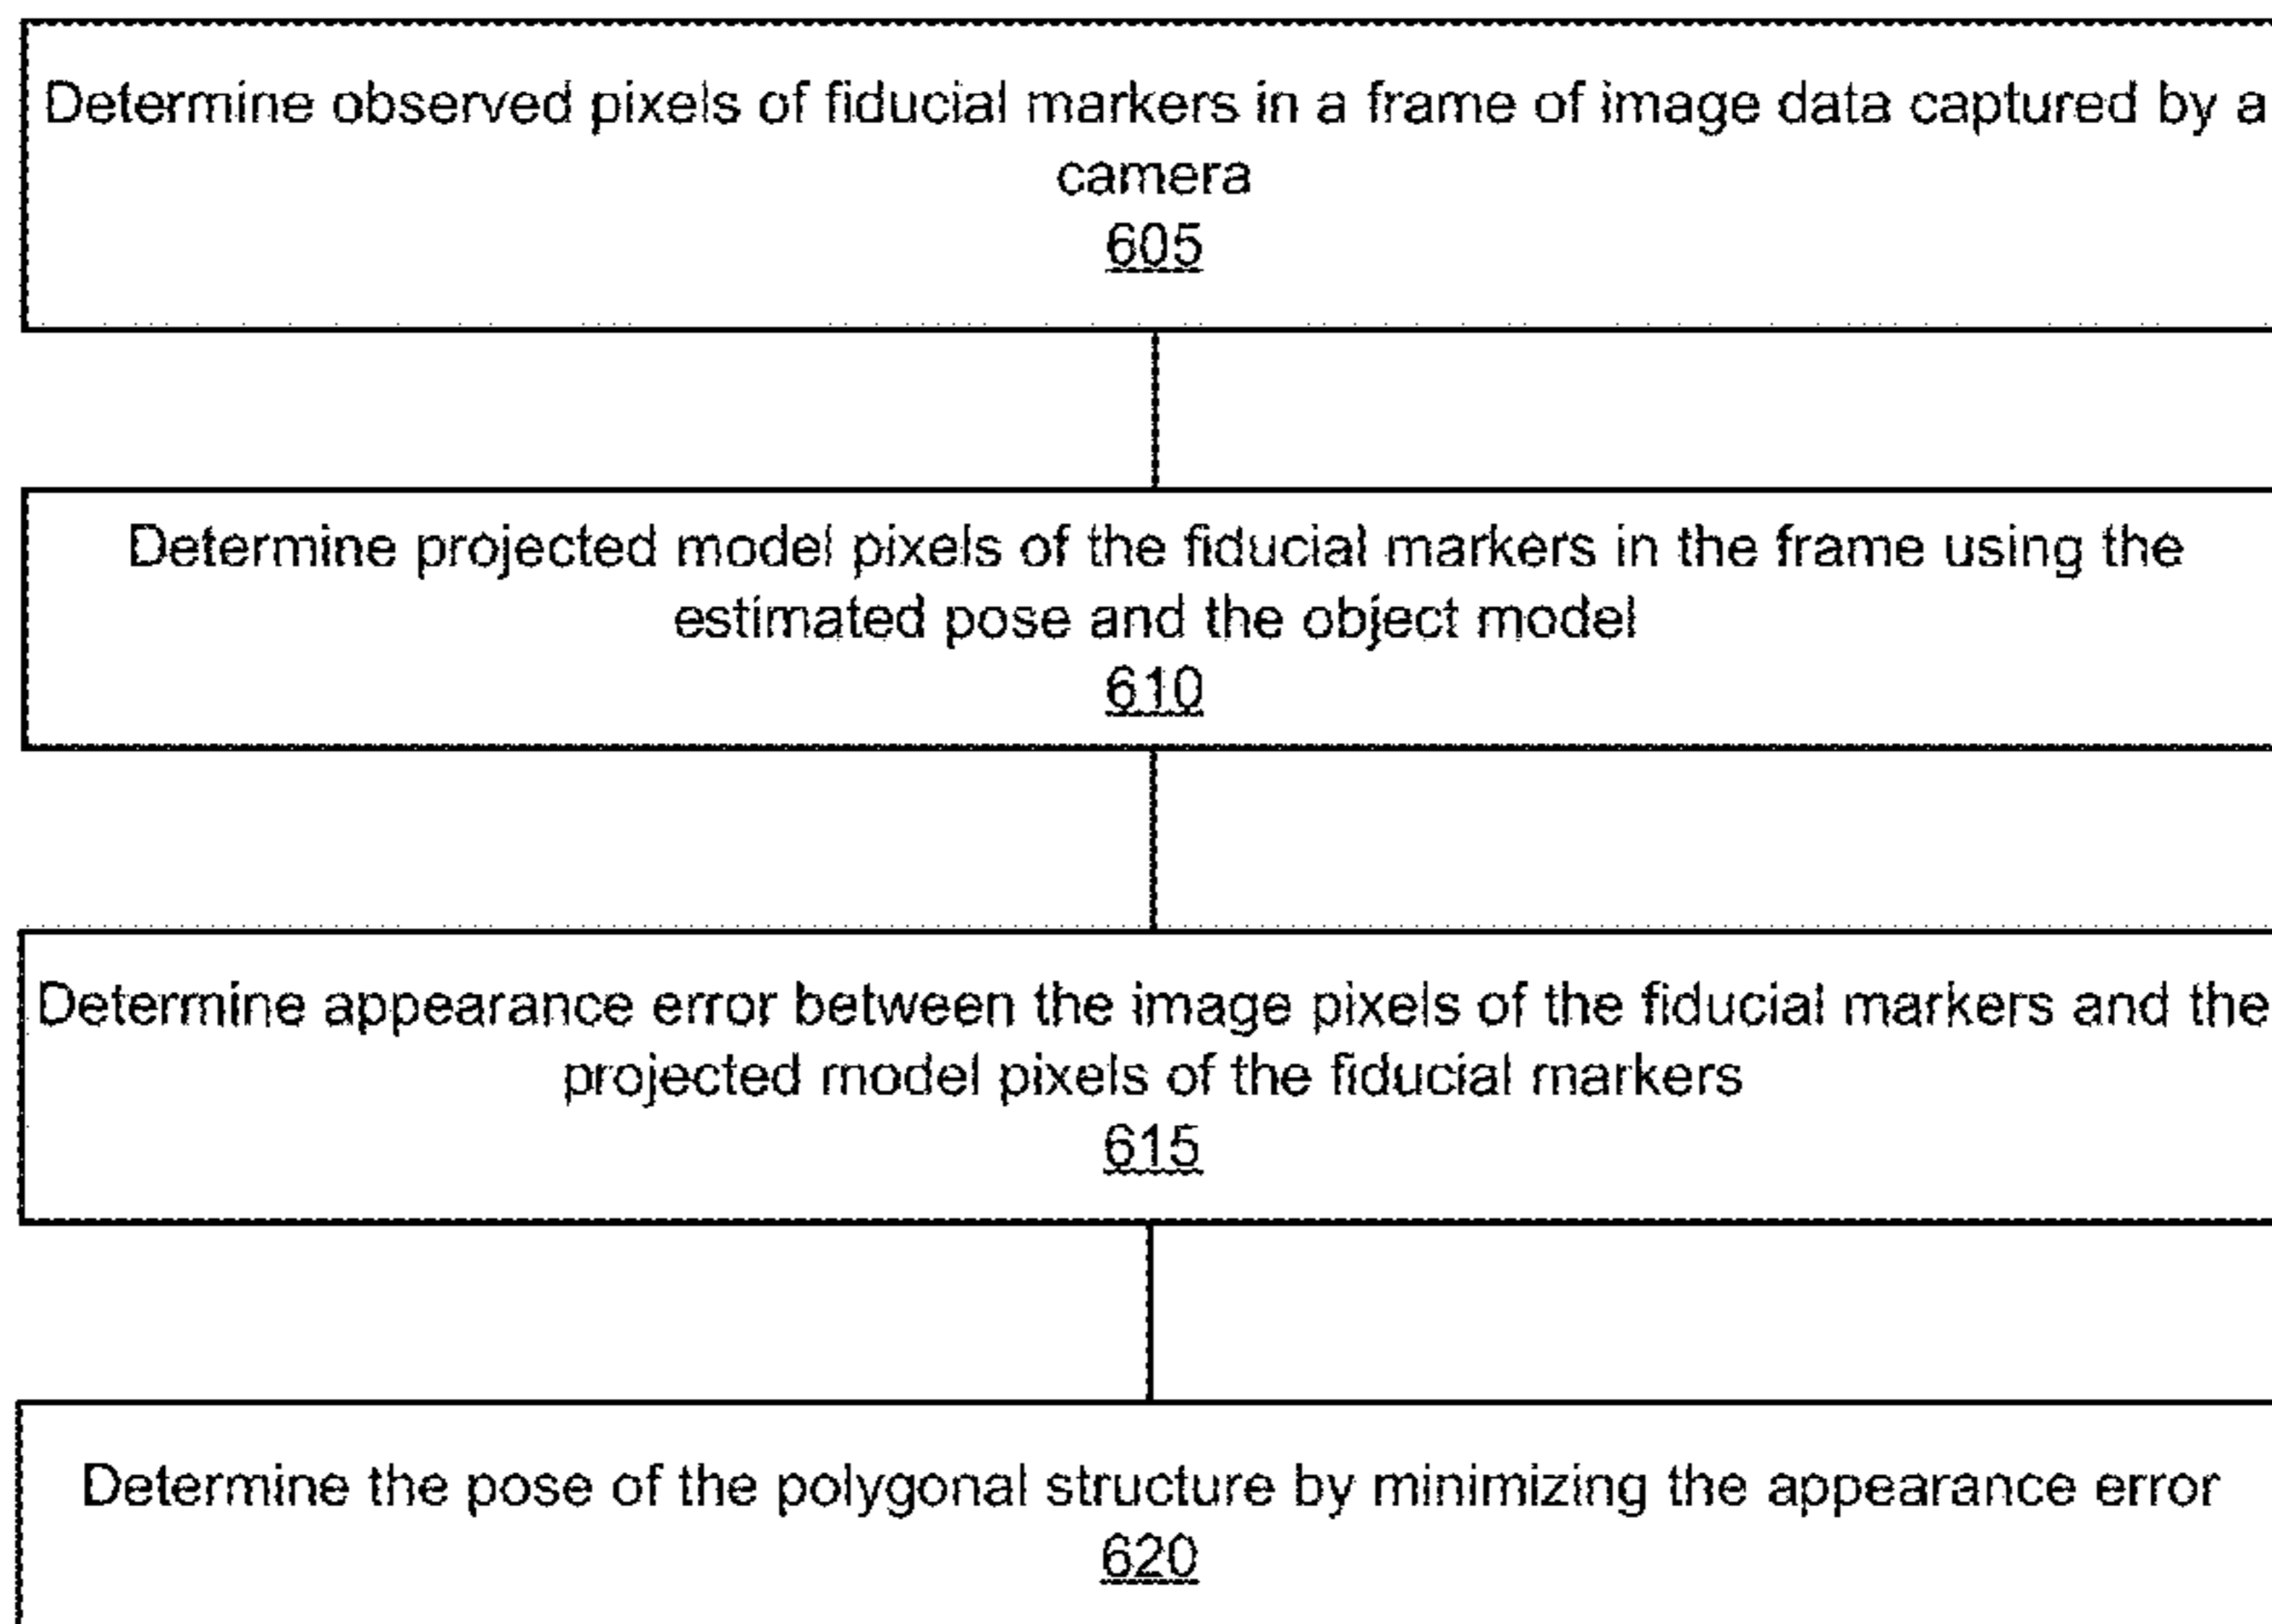 Determine observed pixels of fiducial markers in a frame of image data captured by a
camera
605
Determine projected model pixels of the fiducial markers in the frame using the
estimated pose and the object model
610
Determine appearance error between the image pixels of the fiducial markers and the
projected model pixels of the fiducial markers
615
Determine the pose of the polygonal structure by minimizing the appearance error
620